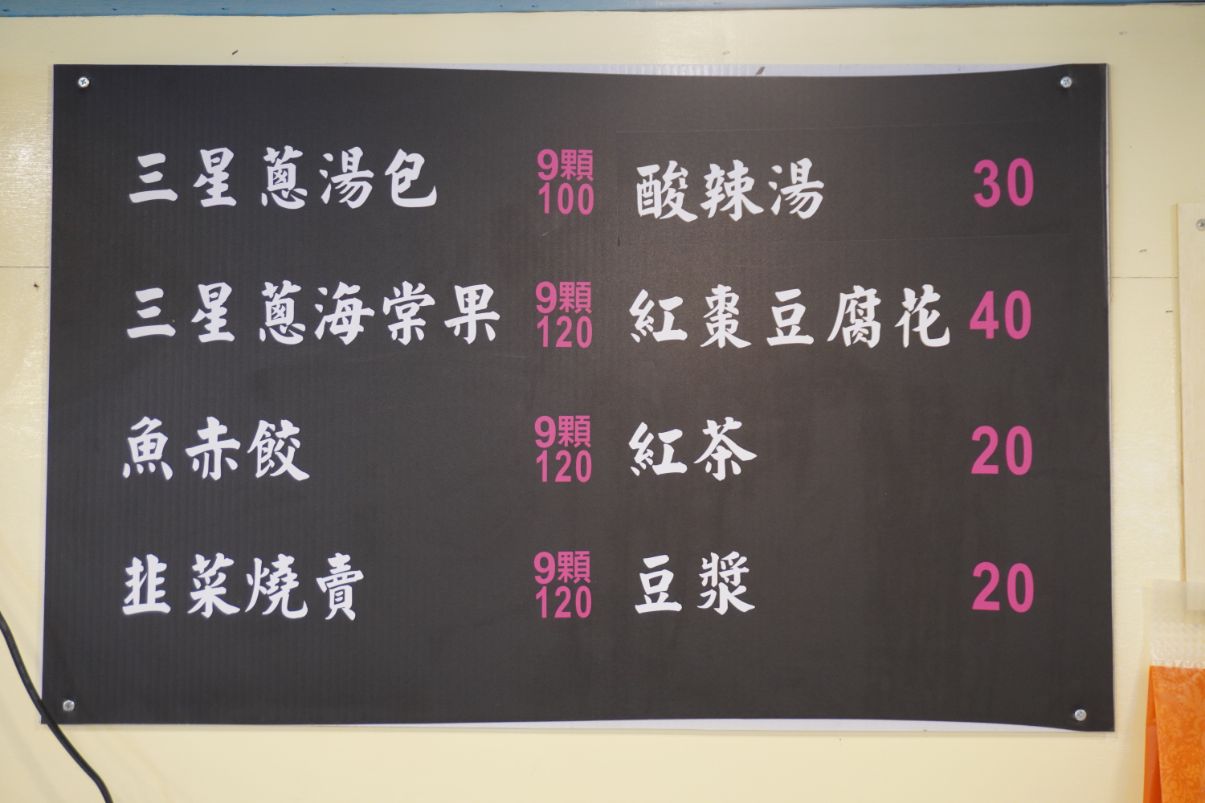 三星蔥湯包 9顆 100
三星蔥海棠果 9顆 120
魚赤餃 9顆 120
韭菜燒賣 9顆 120
酸辣湯 30
紅棗豆腐花 40
紅茶 20
豆漿 20